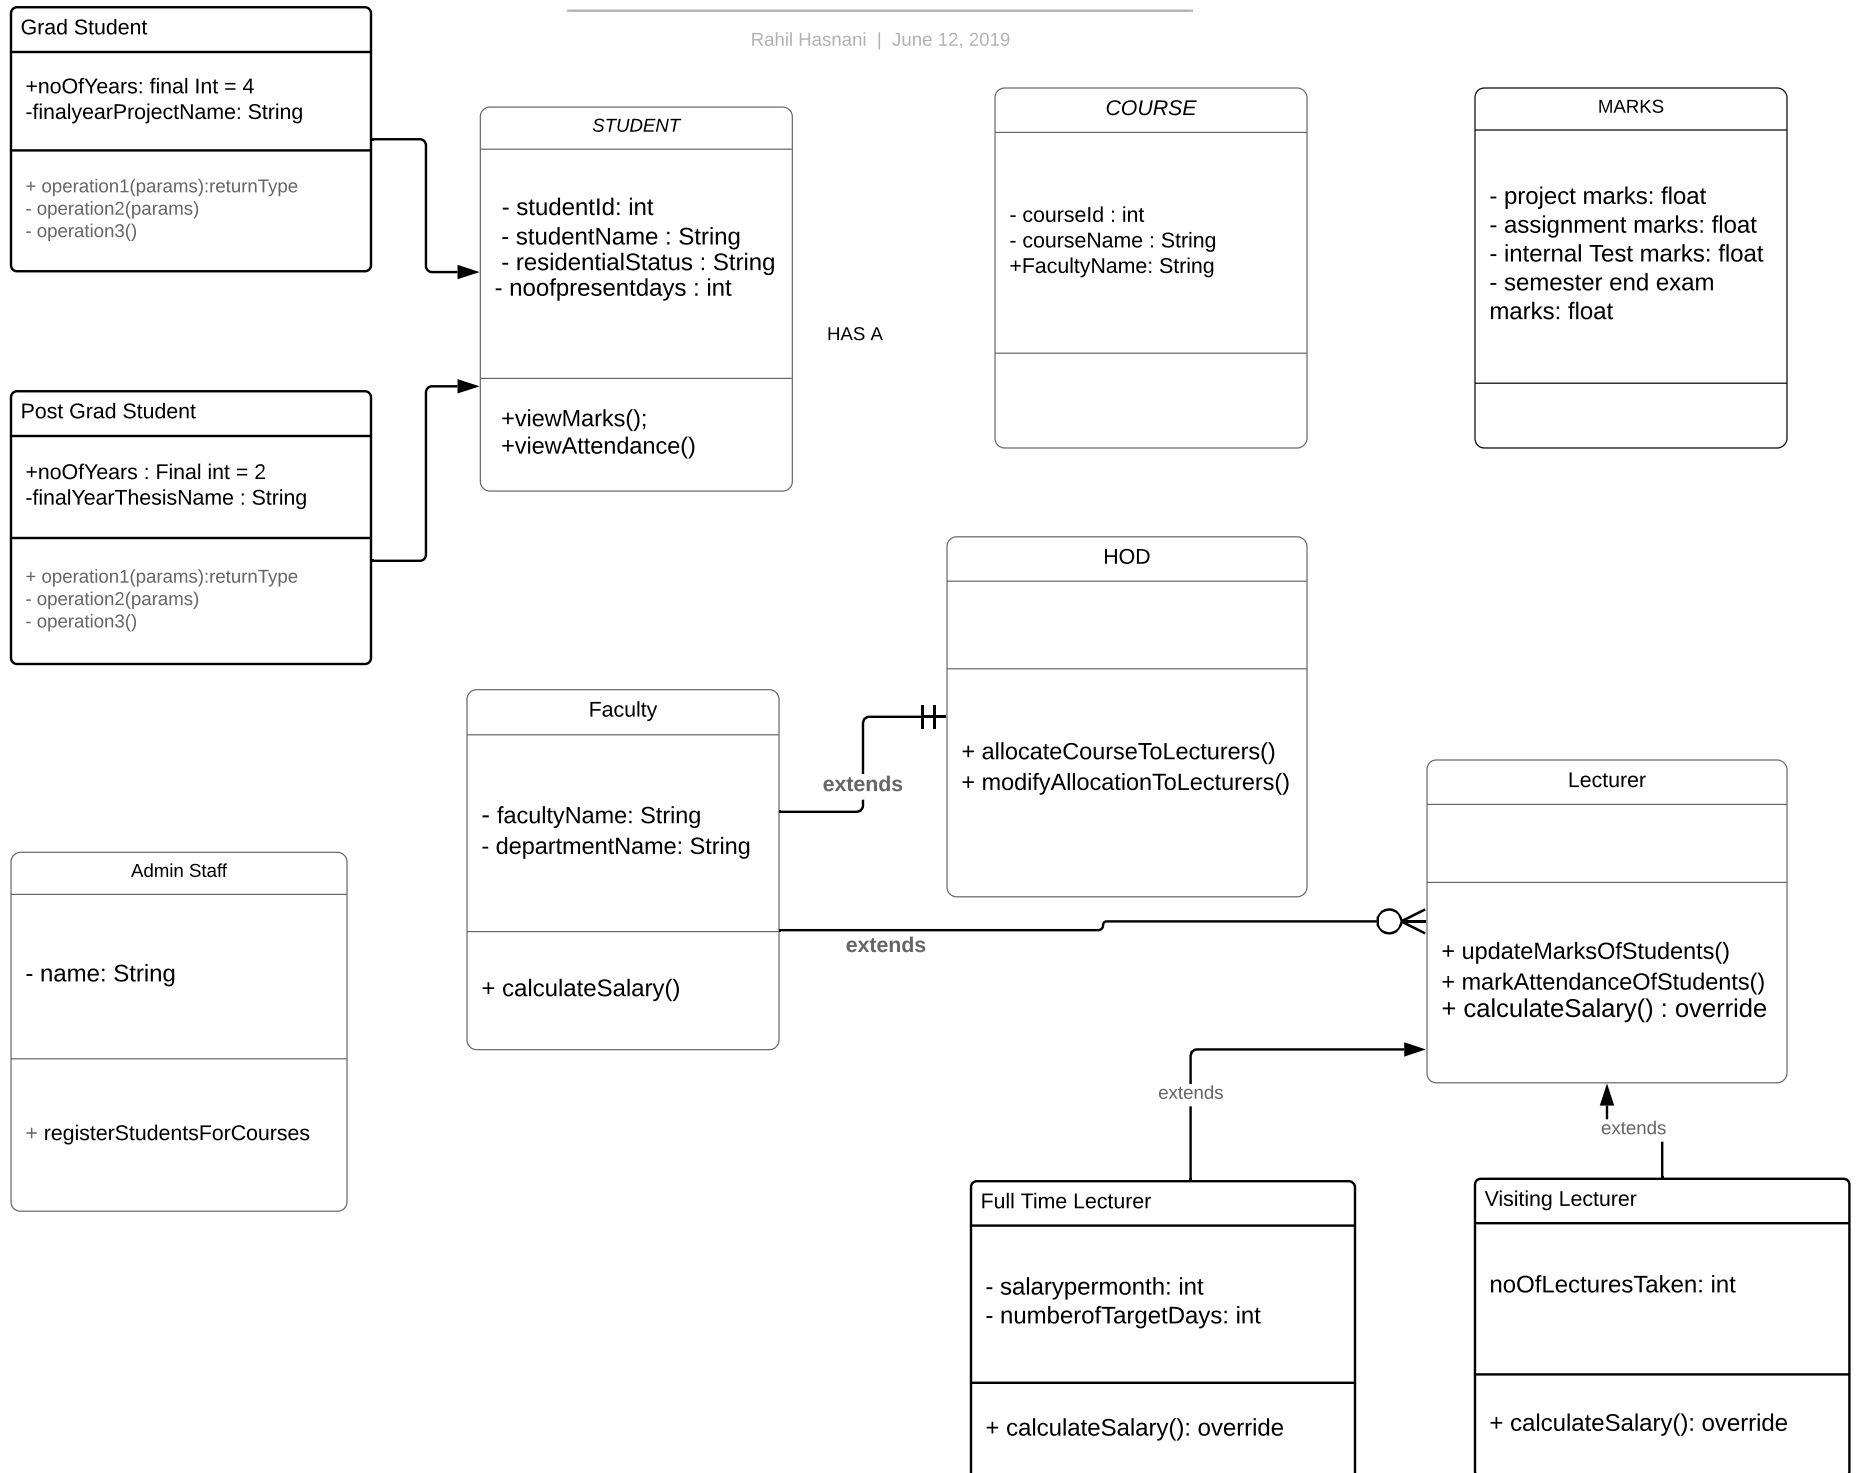 Rahil Hasnani | June 12, 2019
Grad Student
+noOfYears: final Int = 4
-finalyearProjectName: String
+ operation1(params):returnType
- operation2(params)
- operation3()
STUDENT
- studentId: int
- studentName : String
- residentialStatus : String
- noofpresentdays : int
+viewMarks();
+viewAttendance()
HAS A
COURSE
- courseId : int
- courseName : String
+FacultyName: String
MARKS
- project marks: float
- assignment marks: float
- internal Test marks: float
- semester end exam
marks: float
Post Grad Student
+noOfYears : Final int = 2
-finalYearThesisName : String
+ operation1(params):returnType
- operation2(params)
- operation3()
HOD
+ allocateCourseToLecturers()
+ modifyAllocationToLecturers()
Faculty
- facultyName: String
- departmentName: String
+ calculateSalary()
extends
extends
Lecturer
+ updateMarksOfStudents()
+ markAttendanceOfStudents()
+ calculateSalary() : override
Admin Staff
- name: String
+ registerStudentsForCourses
extends
extends
Full Time Lecturer
- salarypermonth: int
- numberofTargetDays: int
+ calculateSalary(): override
Visiting Lecturer
noOfLecturesTaken: int
+ calculateSalary(): override